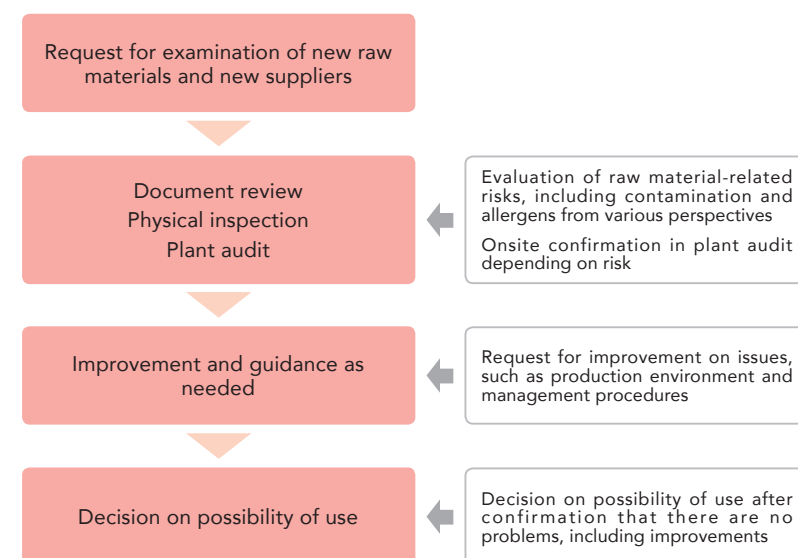 Request for examination of new raw
materials and new suppliers
Document review
Physical inspection
Plant audit
Evaluation of raw material-related
risks, including contamination and
allergens from various perspectives
Onsite confirmation in plant audit
depending on risk
Improvement and guidance as
needed
Request for improvement on issues,
such as production environment and
management procedures
Decision on possibility of use
Decision on possibility of use after
confirmation that there are no
problems, including improvements